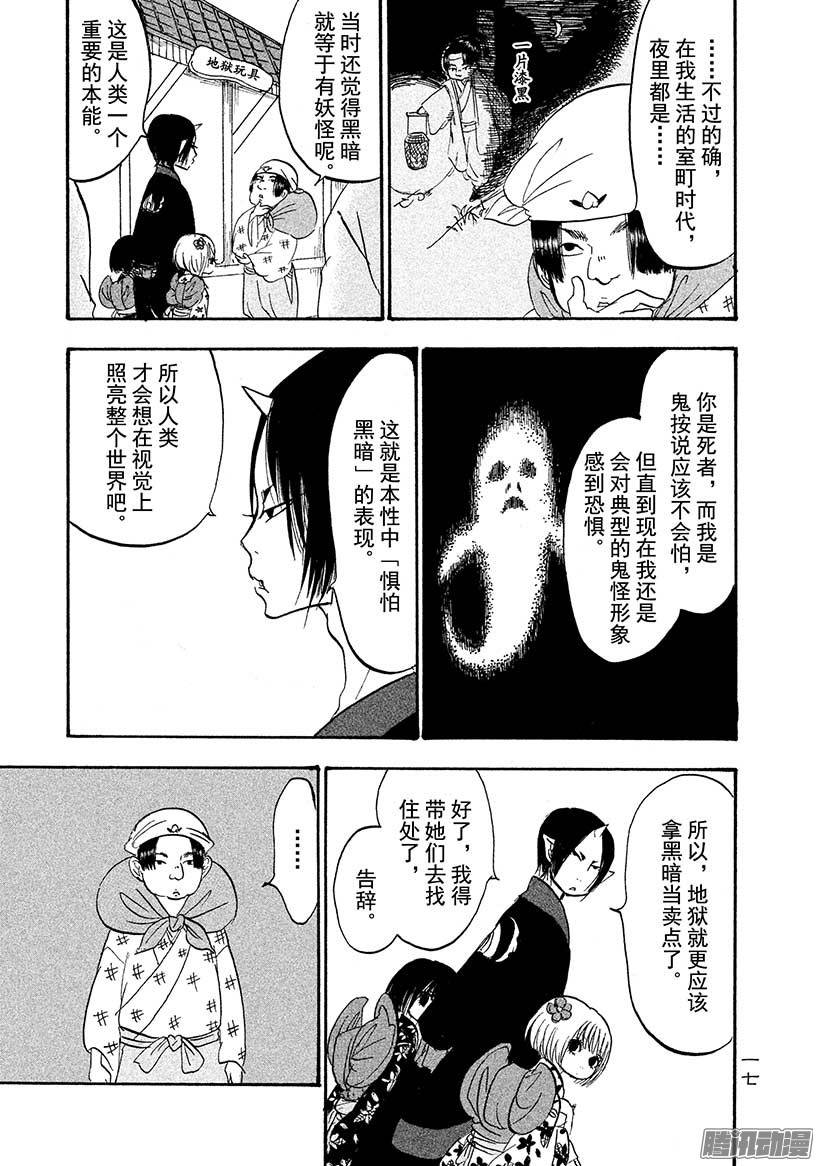 ……不过的确，
在我生活的室町时代，
夜里都是……
一片漆黑
当时还觉得黑暗
就等于有妖怪呢。
地狱玩具
这是人类一个
重要的本能。
你是死者，而我是
鬼按说应该不会怕，
但直到现在我还是
会对典型的鬼怪形象
感到恐惧。
这就是本性中「惧怕
黑暗」的表现。
所以人类
才会想在视觉上
照亮整个世界吧。
所以，地狱就更应该
拿黑暗当卖点了。
好了，我得
带她们去找
住处了，
告辞。
……
一七
腾讯动漫